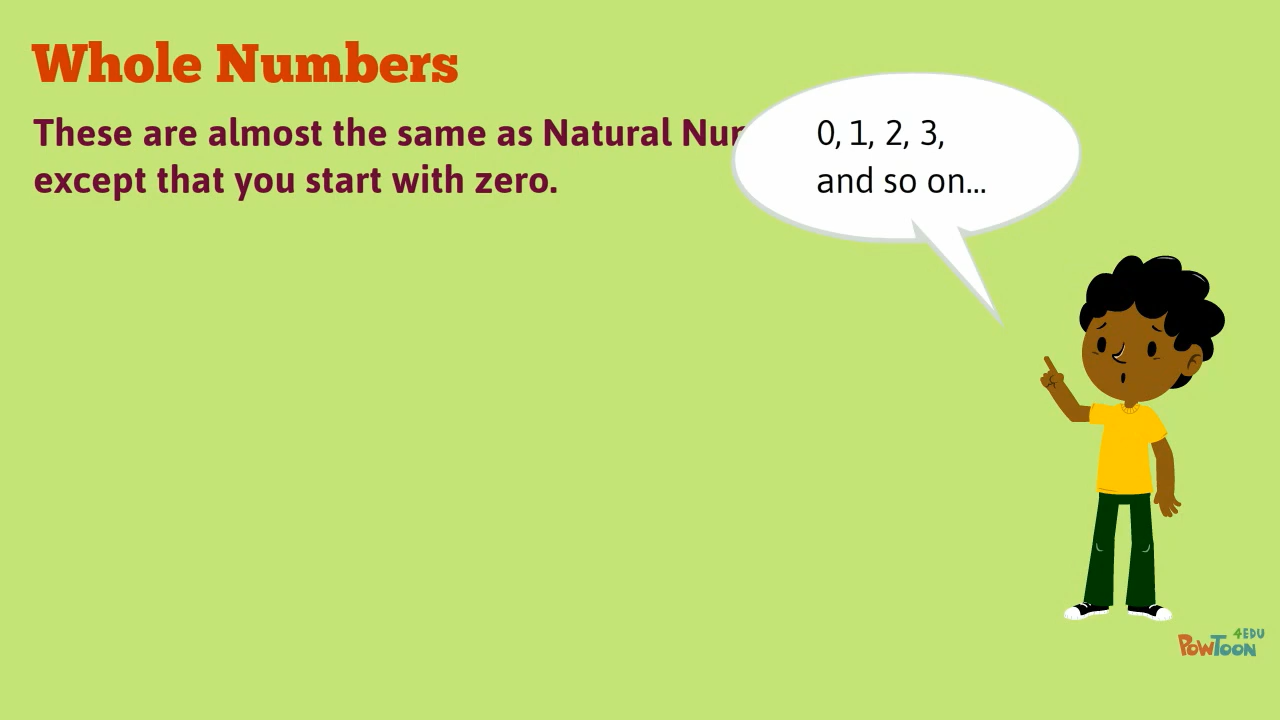 Whole Numbers
These are almost the same as Natural
except that you start with zero.
0, 1, 2, 3,
and so on...
4EDU
PowToon